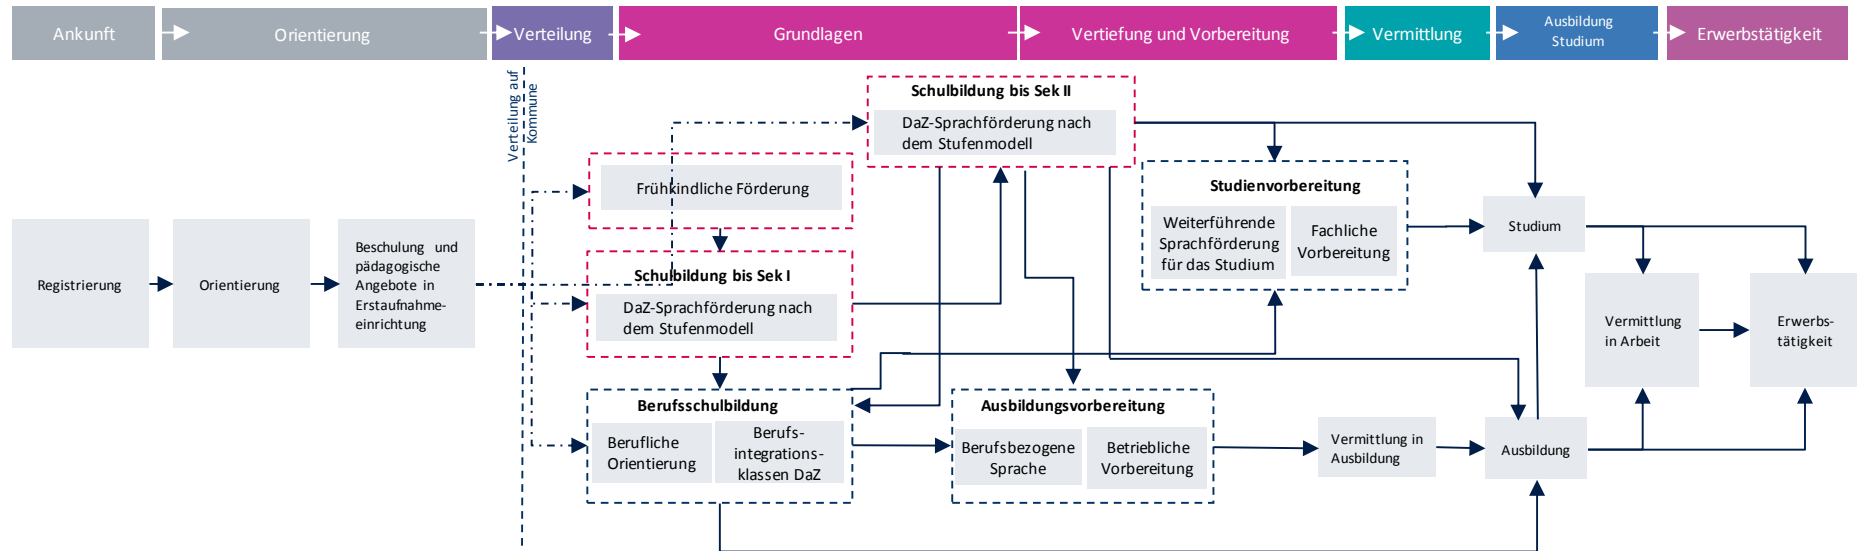 Ankunft
Orientierung
Verteilung
Grundlagen
Vertiefung und Vorbereitung
Vermittlung
Ausbildung
Studium
Erwerbstätigkeit
Verteilung auf
Kommune
Registrierung
Orientierung
Beschulung und
pädagogische
Angebote in
Erstaufnahme-
einrichtung
Frühkindliche Förderung
Schulbildung bis Sek I
DaZ-Sprachförderung nach
dem Stufenmodell
Berufsschulbildung
Berufliche
Orientierung
Berufs-
integrations-
klassen DaZ
Schulbildung bis Sek II
DaZ-Sprachförderung nach
dem Stufenmodell
Ausbildungsvorbereitung
Berufsbezogene
Sprache
Betriebliche
Vorbereitung
Studienvorbereitung
Weiterführende
Sprachförderung
für das Studium
Fachliche
Vorbereitung
Vermittlung in
Ausbildung
Studium
Ausbildung
Vermittlung
in Arbeit
Erwerbs-
tätigkeit